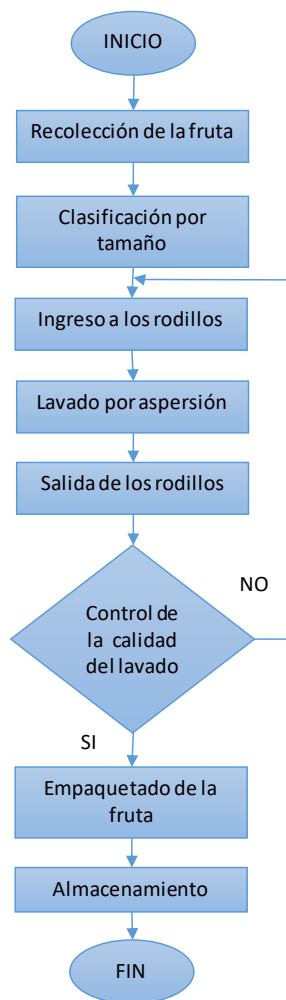 INICIO
Recolección de la fruta
Clasificación por
tamaño
Ingreso a los rodillos
Lavado por aspersión
Salida de los rodillos
NO
Control de
la calidad
del lavado
SI
Empaquetado de la
fruta
Almacenamiento
FIN